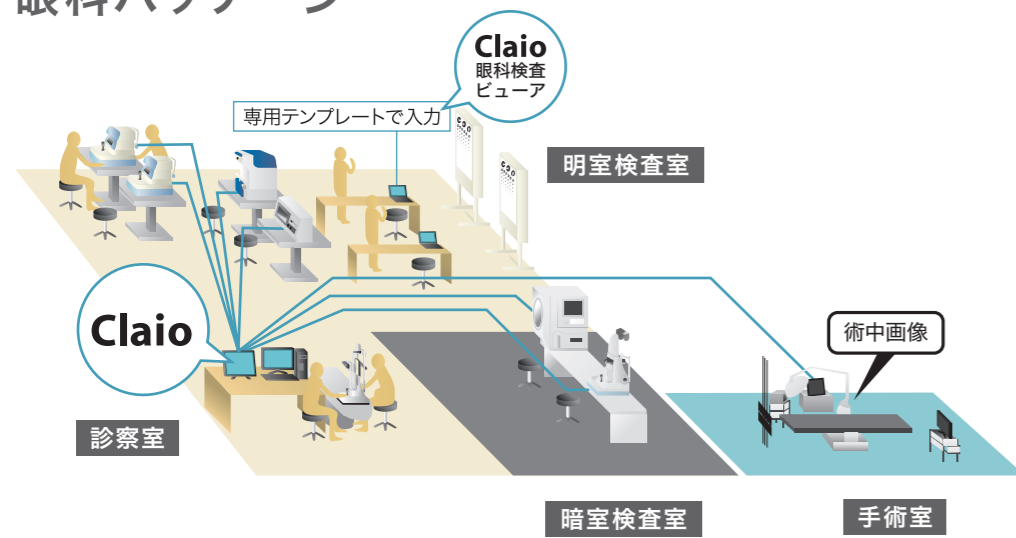 Claio
眼科検査
ビューア
専用テンプレートで入力
明室検査室
Claio
術中画像
診察室
暗室検査室
手術室